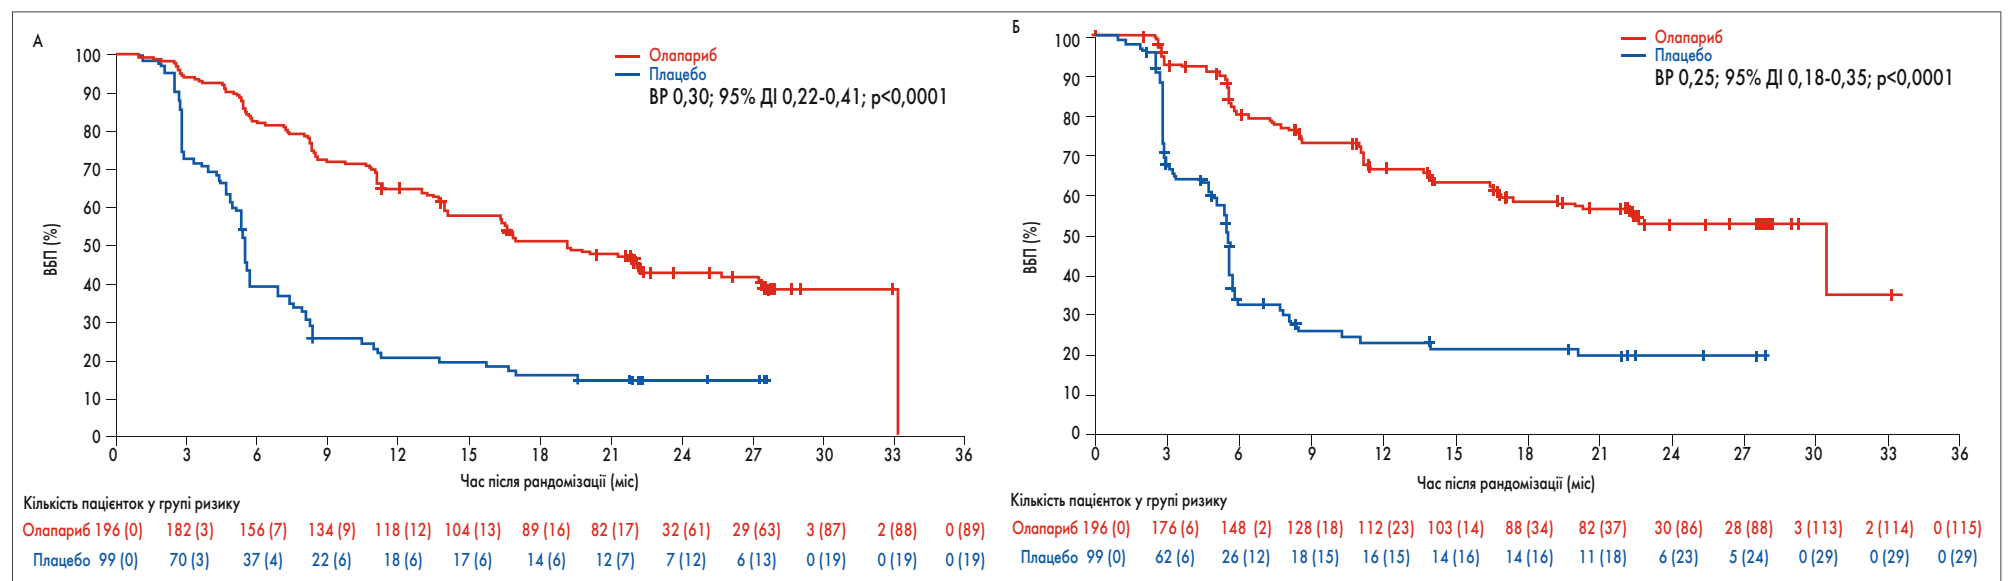 А
Олапариб
Плацебо
ВР 0,30; 95% ДІ 0,22-0,41; p<0,0001
ВБП (%)
100
90
80
70
60
50
40
30
20
10
0
0 3 6 9 12 15 18 21 24 27 30 33 36
Час після рандомізації (міс)
Кількість пацієнток у групі ризику
Олапариб 196 (0) 182 (3) 156 (7) 134 (9) 118 (12) 104 (13) 89 (16) 82 (17) 32 (61) 29 (63) 3 (87) 2 (88) 0 (89)
Плацебо 99 (0) 70 (3) 37 (4) 22 (6) 18 (6) 17 (6) 14 (6) 12 (7) 7 (12) 6 (13) 0 (19) 0 (19) 0 (19)
Б
Олапариб
Плацебо
ВР 0,25; 95% ДІ 0,18-0,35; p<0,0001
ВБП (%)
100
90
80
70
60
50
40
30
20
10
0
0 3 6 9 12 15 18 21 24 27 30 33 36
Час після рандомізації (міс)
Кількість пацієнток у групі ризику
Олапариб 196 (0) 176 (6) 148 (2) 128 (18) 112 (23) 103 (14) 88 (34) 82 (37) 30 (86) 28 (88) 3 (113) 2 (114) 0 (115)
Плацебо 99 (0) 62 (6) 26 (12) 18 (15) 16 (15) 14 (16) 14 (16) 11 (18) 6 (23) 5 (24) 0 (29) 0 (29) 0 (29)